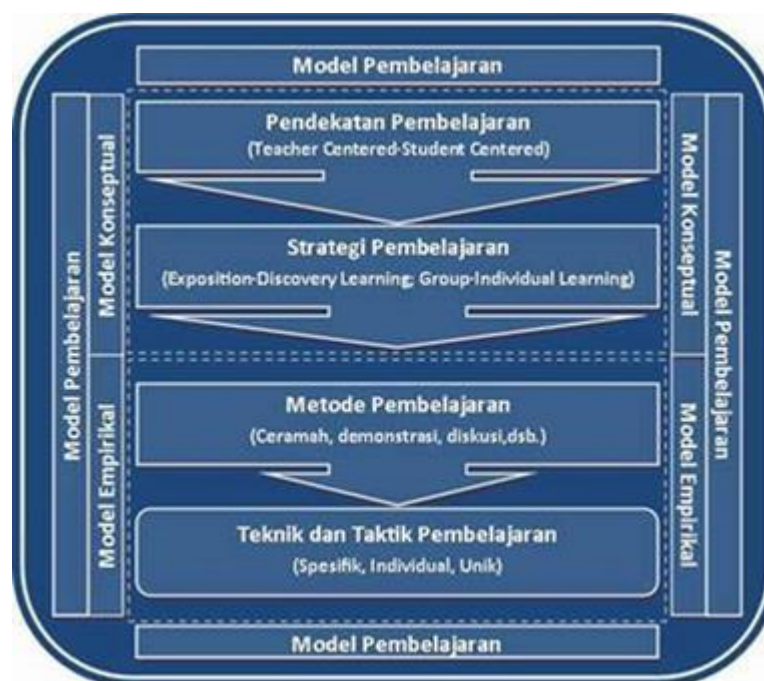 Model Pembelajaran
Model Pembelajaran
Model Konseptual
Model Empirikal
Pendekatan Pembelajaran
(Teacher Centered-Student Centered)
Strategi Pembelajaran
(Exposition-Discovery Learning; Group-Individual Learning)
Metode Pembelajaran
(Ceramah, demonstrasi, diskusi,dsb.)
Teknik dan Taktik Pembelajaran
(Spesifik, Individual, Unik)
Model Konseptual
Model Empirikal
Model Pembelajaran
Model Pembelajaran